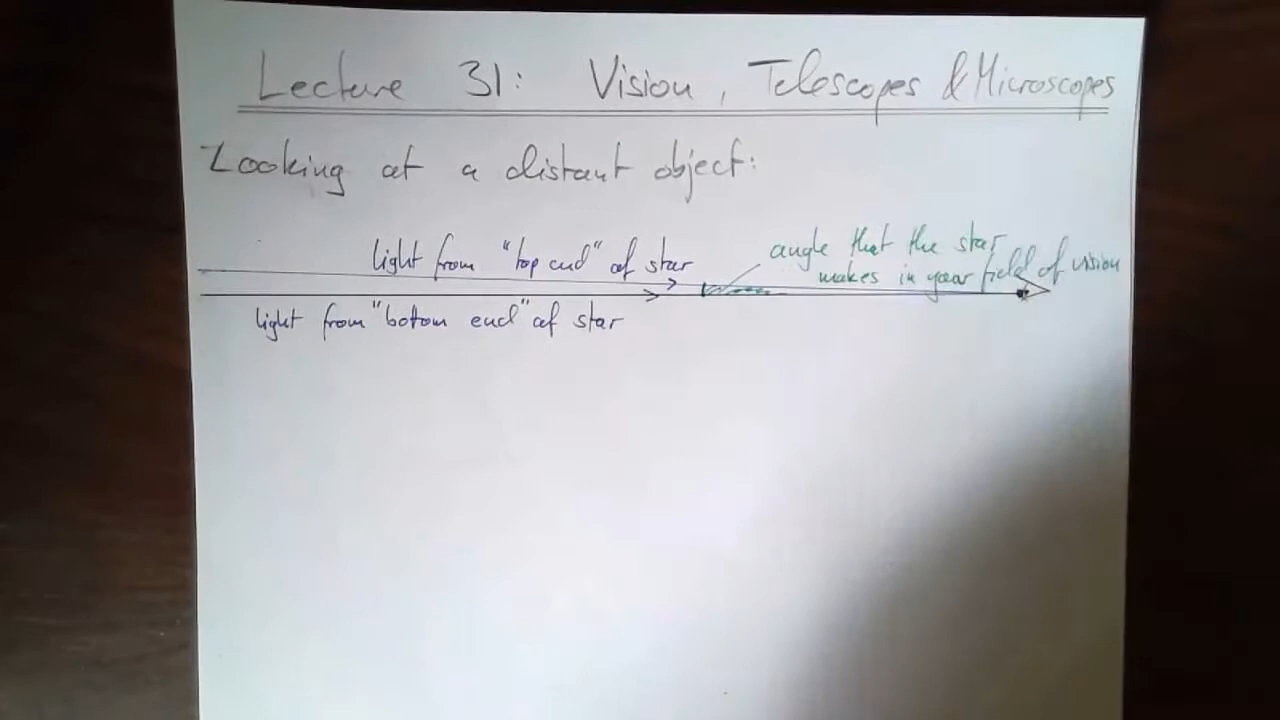 Lecture 31: Vision, Telescopes & Microscopes
Looking at a distant object:
light from "top end" of star
angle that the star
makes in your field of vision
light from "bottom end" of star